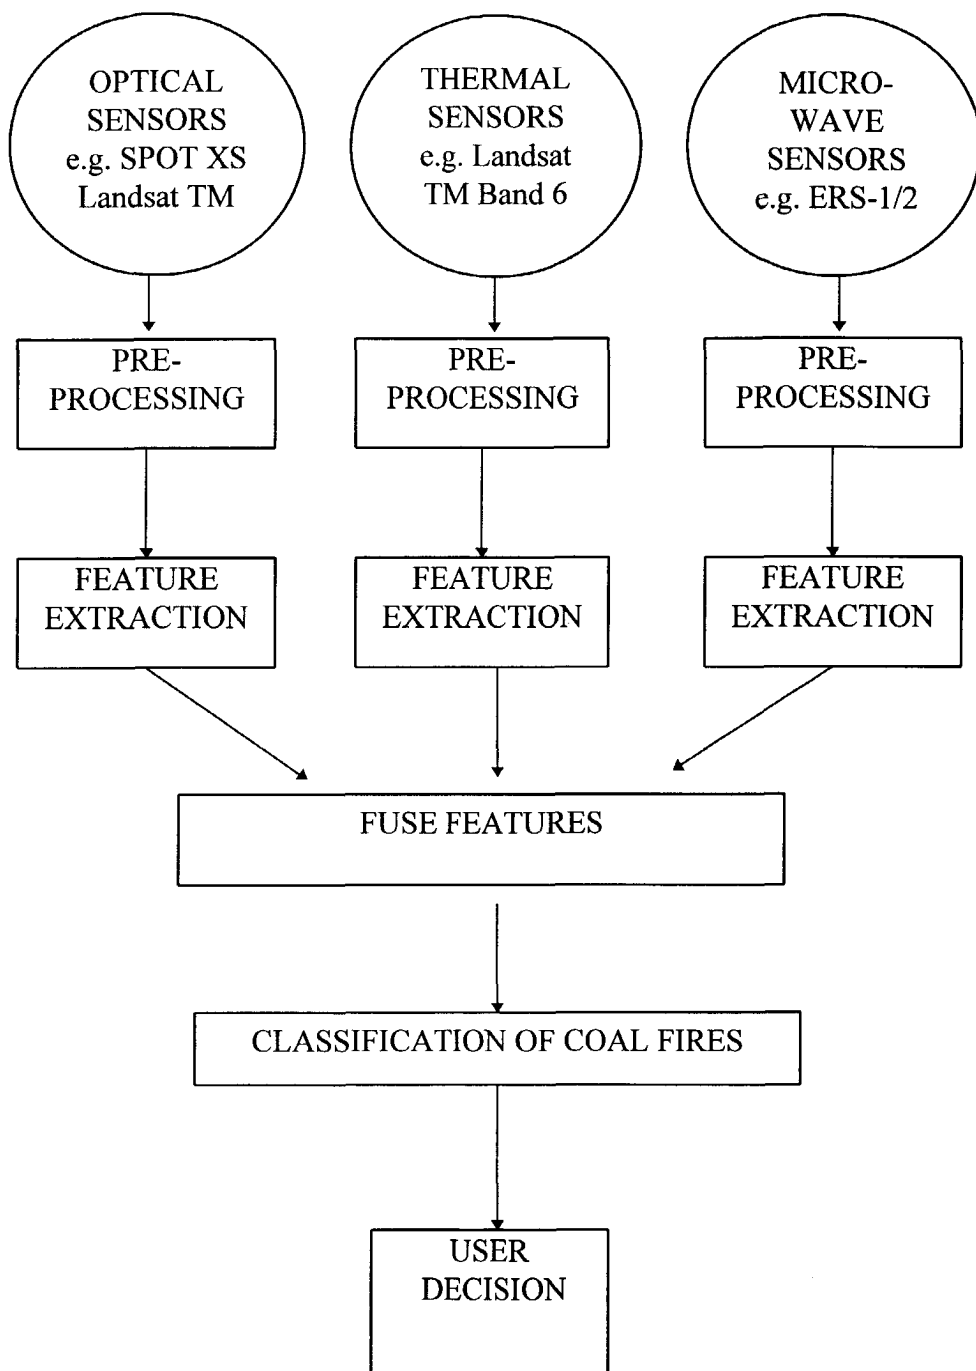 OPTICAL
SENSORS
e.g. SPOT XS
Landsat TM
THERMAL
SENSORS
e.g. Landsat
TM Band 6
MICRO-
WAVE
SENSORS
e.g. ERS-1/2
PRE-
PROCESSING
PRE-
PROCESSING
PRE-
PROCESSING
FEATURE
EXTRACTION
FEATURE
EXTRACTION
FEATURE
EXTRACTION
FUSE FEATURES
CLASSIFICATION OF COAL FIRES
USER
DECISION